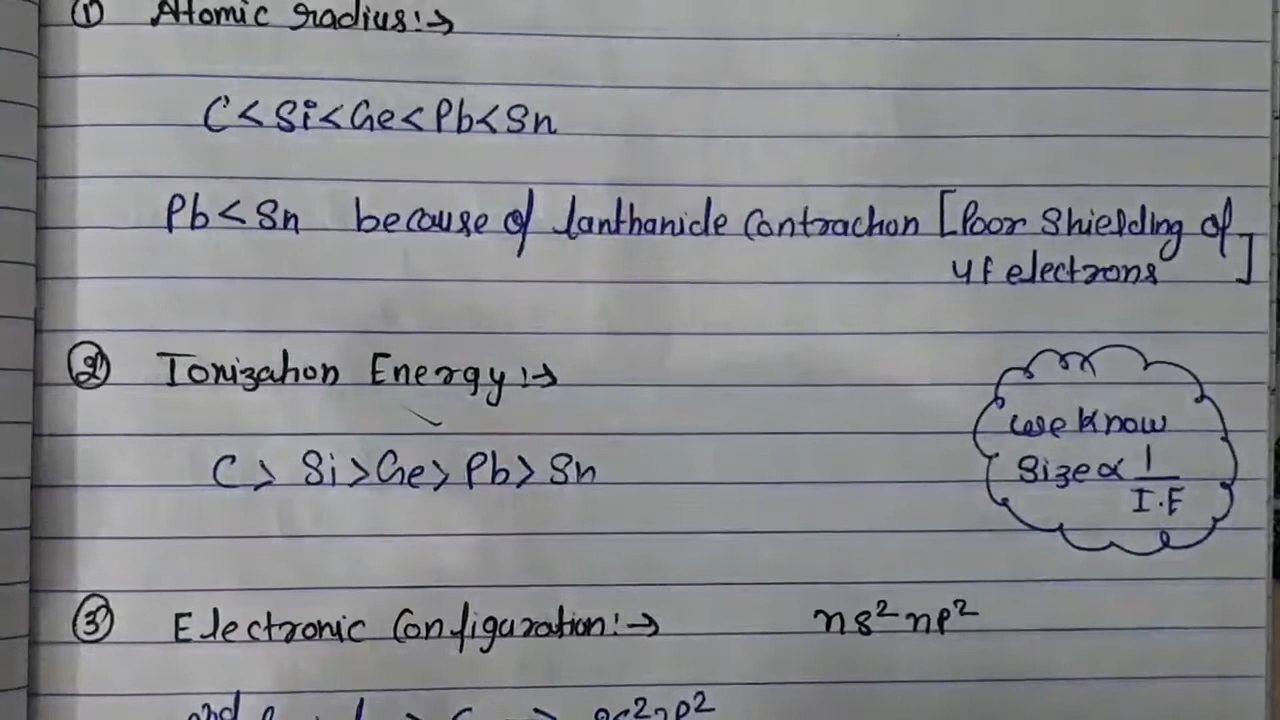 ① Atomic radius:→
C < Si < Ge < Pb < Sn
Pb < Sn because of lanthanide Contraction [Poor Shielding of
4f electrons]
② Ionization Energy:→
we know
C > Si > Ge > Pb > Sn
Size ∝ 1/I.E
③ Electronic Configuration:→ ns²np²
2nd